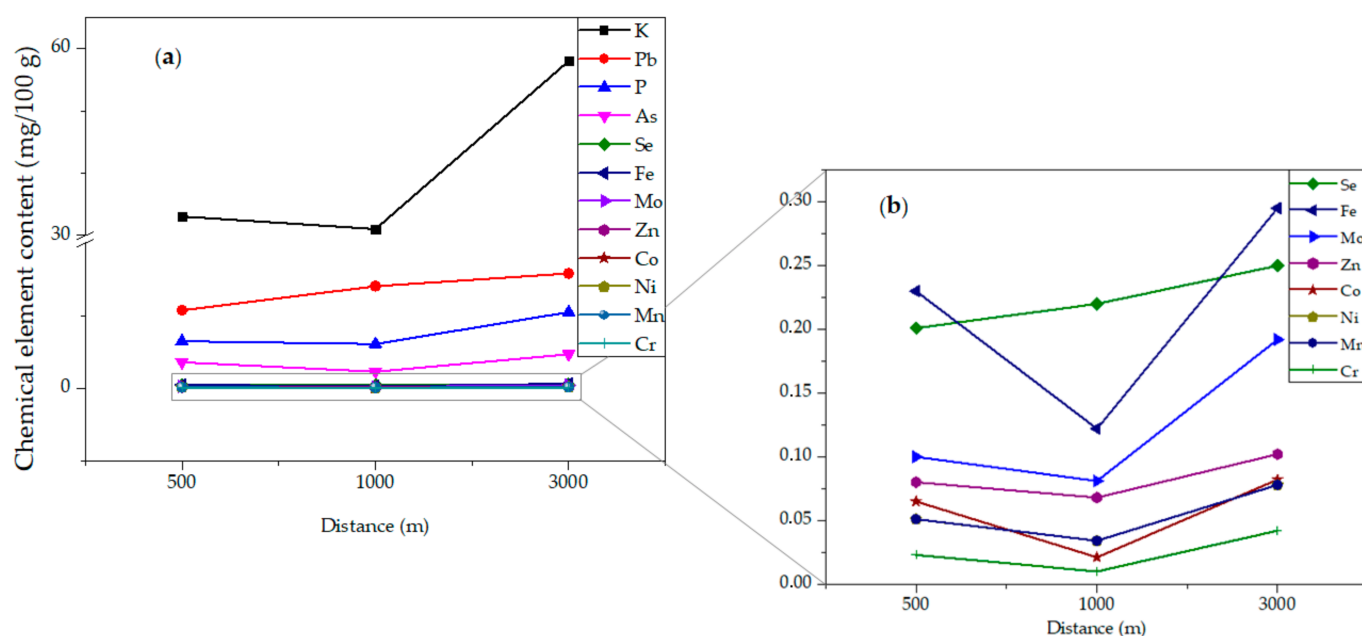 Chemical element content (mg/100 g)
60
30
0
(a)
K
Pb
P
As
Se
Fe
Mo
Zn
Co
Ni
Mn
Cr
500 1000 3000
Distance (m)
0.30
0.25
0.20
0.15
0.10
0.05
0.00
(b)
Se
Fe
Mo
Zn
Co
Ni
Mn
Cr
500 1000 3000
Distance (m)